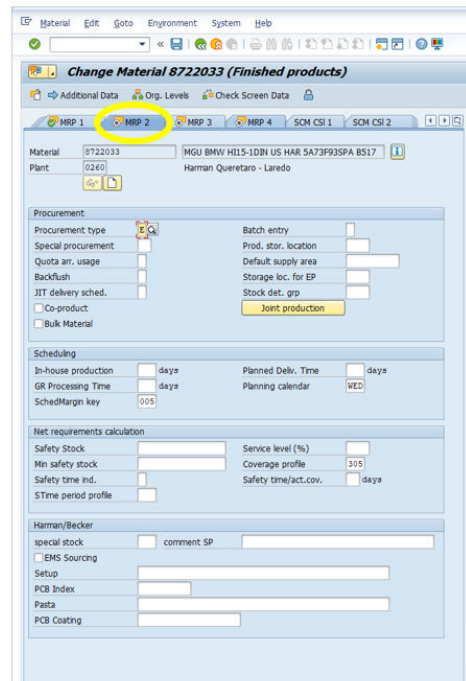 Material Edit Goto Environment System Help
Change Material 8722033 (Finished products)
Additional Data Org. Levels Check Screen Data
MRP 1 MRP 2 MRP 3 MRP 4 SCM CSI 1 SCM CSI 2
Material 8722033 MGU BMW HI15-1DIN US HAR 5A73F93SPA B517
Plant 0260 Harman Queretaro - Laredo
Procurement
Procurement type E Batch entry
Special procurement Prod. stor. location
Quota arr. usage Default supply area
Backflush Storage loc. for EP
JIT delivery sched. Stock det. grp
Co-product Joint production
Bulk Material
Scheduling
In-house production days Planned Deliv. Time days
GR Processing Time days Planning calendar WED
SchedMargin key 005
Net requirements calculation
Safety Stock Service level (%)
Min safety stock Coverage profile 305
Safety time ind. Safety time/act.cov. days
STime period profile
Harman/Becker
special stock comment SP
EMS Sourcing
Setup
PCB Index
Pasta
PCB Coating